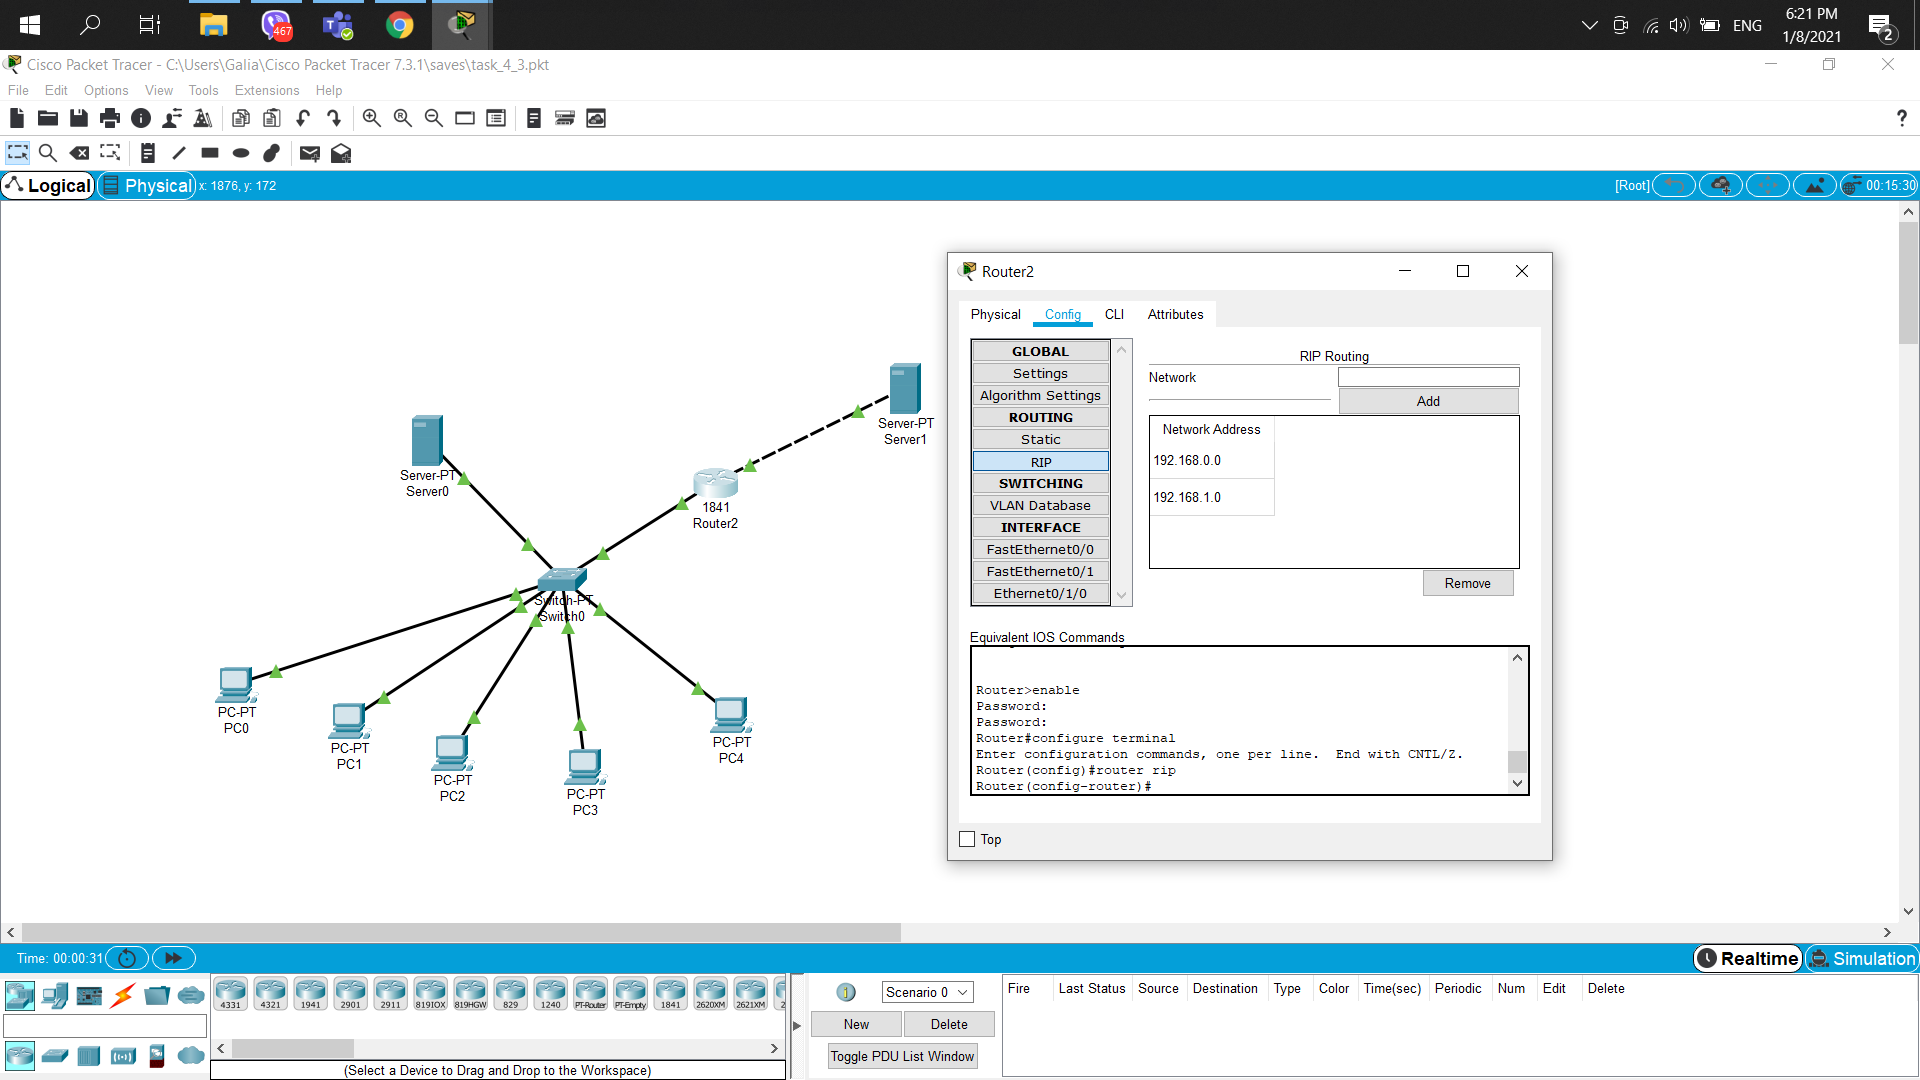 467
ENG
6:21 PM
1/8/2021
2
Cisco Packet Tracer - C:\Users\Galia\Cisco Packet Tracer 7.3.1\saves\task_4_3.pkt
File Edit Options View Tools Extensions Help
?
Logical Physical x: 1876, y: 172
[Root] 00:15:30
Server-PT
Server0
Server-PT
Server1
1841
Router2
Switch-PT
Switch0
PC-PT
PC0
PC-PT
PC1
PC-PT
PC2
PC-PT
PC3
PC-PT
PC4
Router2
Physical Config CLI Attributes
GLOBAL
Settings
Algorithm Settings
ROUTING
Static
RIP
SWITCHING
VLAN Database
INTERFACE
FastEthernet0/0
FastEthernet0/1
Ethernet0/1/0
RIP Routing
Network
Add
Network Address
192.168.0.0
192.168.1.0
Remove
Equivalent IOS Commands
Router>enable
Password:
Password:
Router#configure terminal
Enter configuration commands, one per line. End with CNTL/Z.
Router(config)#router rip
Router(config-router)#
Top
Time: 00:00:31
Realtime Simulation
4331 4321 1941 2901 2911 819IOX 819HGW 829 1240 PT-Router PT-Empty 1841 2620XM 2621XM 2
(Select a Device to Drag and Drop to the Workspace)
Scenario 0
New Delete
Toggle PDU List Window
Fire Last Status Source Destination Type Color Time(sec) Periodic Num Edit Delete